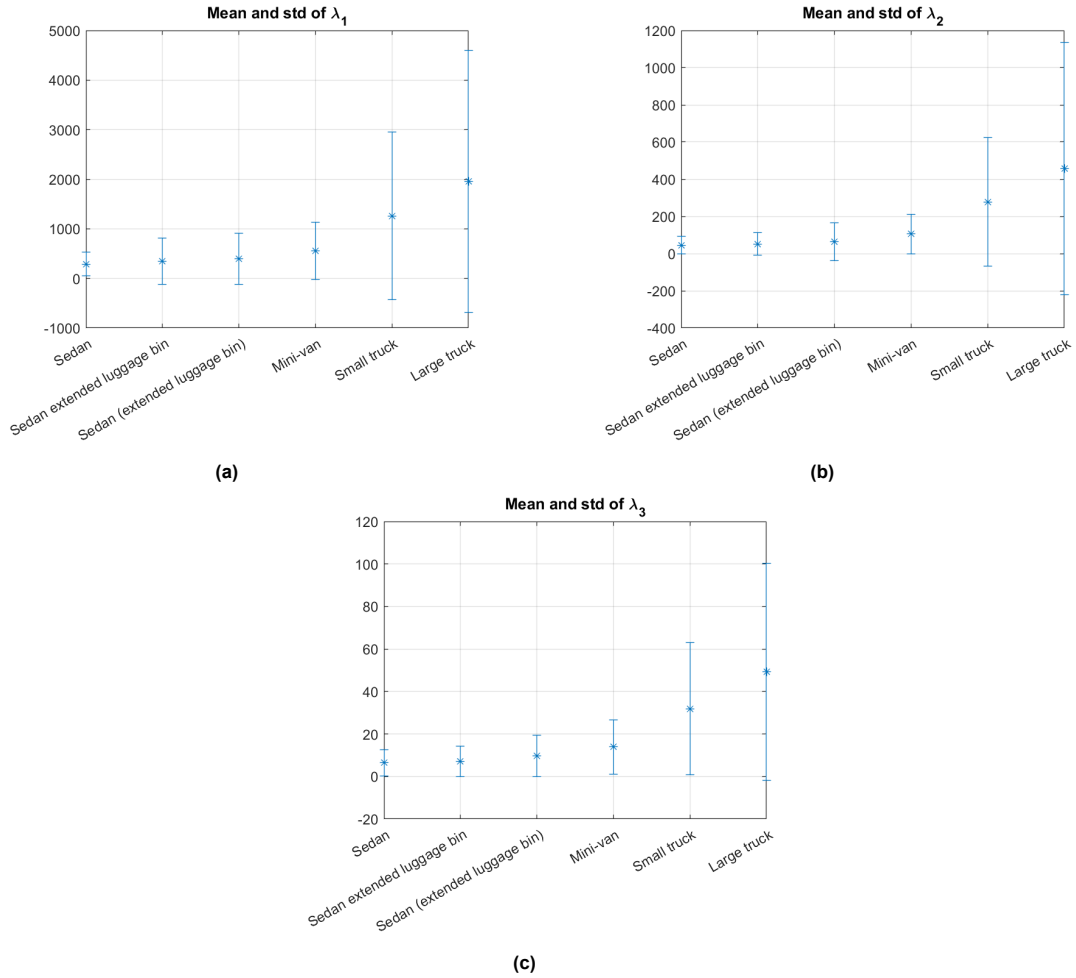 Mean and std of λ1
5000
4000
3000
2000
1000
0
-1000
Sedan
Sedan extended luggage bin
Sedan (extended luggage bin)
Mini-van
Small truck
Large truck
(a)
Mean and std of λ2
1200
1000
800
600
400
200
0
-200
-400
Sedan
Sedan extended luggage bin
Sedan (extended luggage bin)
Mini-van
Small truck
Large truck
(b)
Mean and std of λ3
120
100
80
60
40
20
0
-20
Sedan
Sedan extended luggage bin
Sedan (extended luggage bin)
Mini-van
Small truck
Large truck
(c)